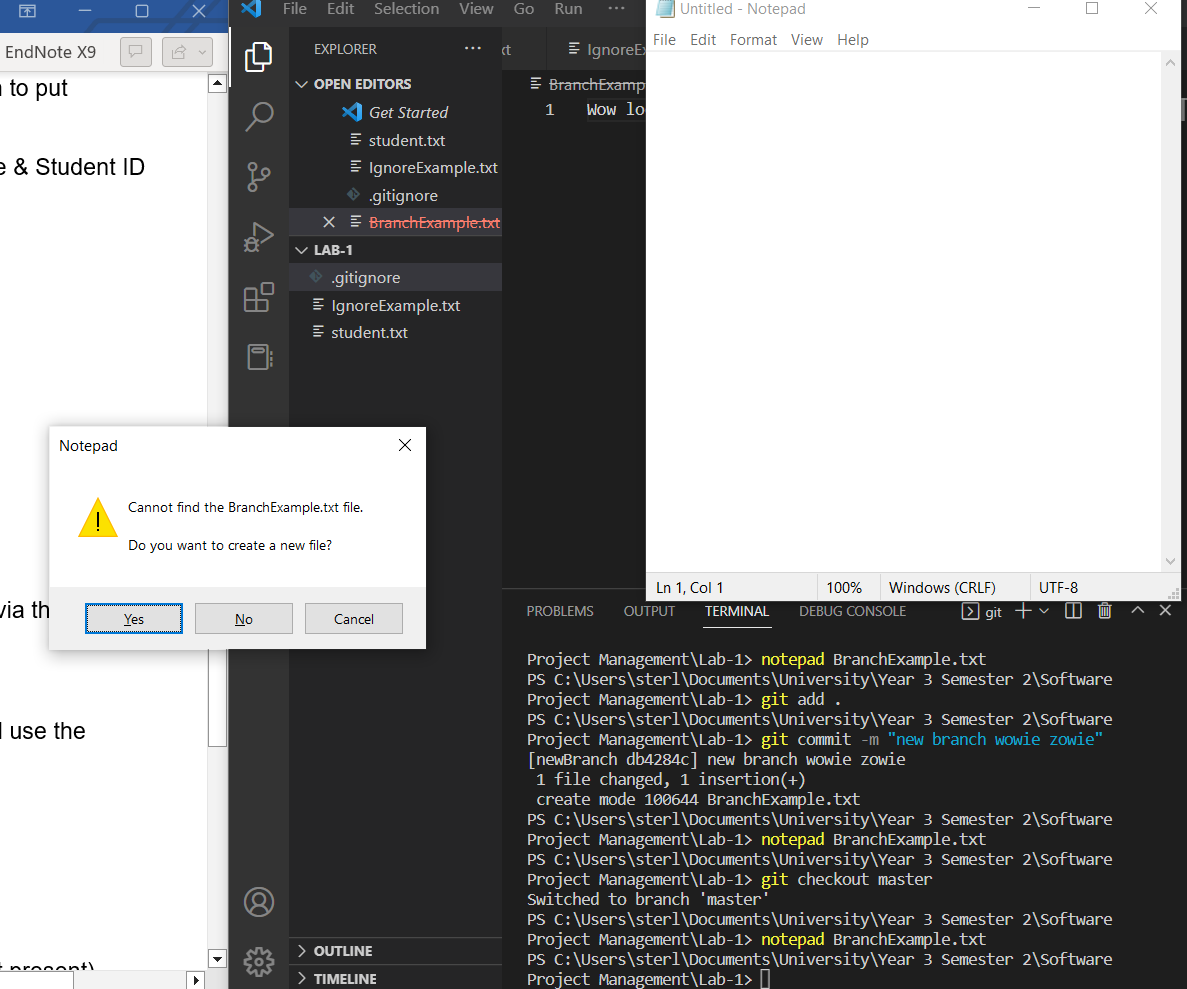 EndNote X9
to put
& Student ID
via th
use the
present)
File Edit Selection View Go Run ···
EXPLORER ···
OPEN EDITORS
Get Started
student.txt
IgnoreExample.txt
.gitignore
BranchExample.txt
LAB-1
.gitignore
IgnoreExample.txt
student.txt
OUTLINE
TIMELINE
xt IgnoreEx
BranchExamp
1 Wow lo
Untitled - Notepad
File Edit Format View Help
Ln 1, Col 1 100% Windows (CRLF) UTF-8
Notepad
Cannot find the BranchExample.txt file.
Do you want to create a new file?
Yes No Cancel
PROBLEMS OUTPUT TERMINAL DEBUG CONSOLE git
Project Management\Lab-1> notepad BranchExample.txt
PS C:\Users\sterl\Documents\University\Year 3 Semester 2\Software
Project Management\Lab-1> git add .
PS C:\Users\sterl\Documents\University\Year 3 Semester 2\Software
Project Management\Lab-1> git commit -m "new branch wowie zowie"
[newBranch db4284c] new branch wowie zowie
1 file changed, 1 insertion(+)
create mode 100644 BranchExample.txt
PS C:\Users\sterl\Documents\University\Year 3 Semester 2\Software
Project Management\Lab-1> notepad BranchExample.txt
PS C:\Users\sterl\Documents\University\Year 3 Semester 2\Software
Project Management\Lab-1> git checkout master
Switched to branch 'master'
PS C:\Users\sterl\Documents\University\Year 3 Semester 2\Software
Project Management\Lab-1> notepad BranchExample.txt
PS C:\Users\sterl\Documents\University\Year 3 Semester 2\Software
Project Management\Lab-1>